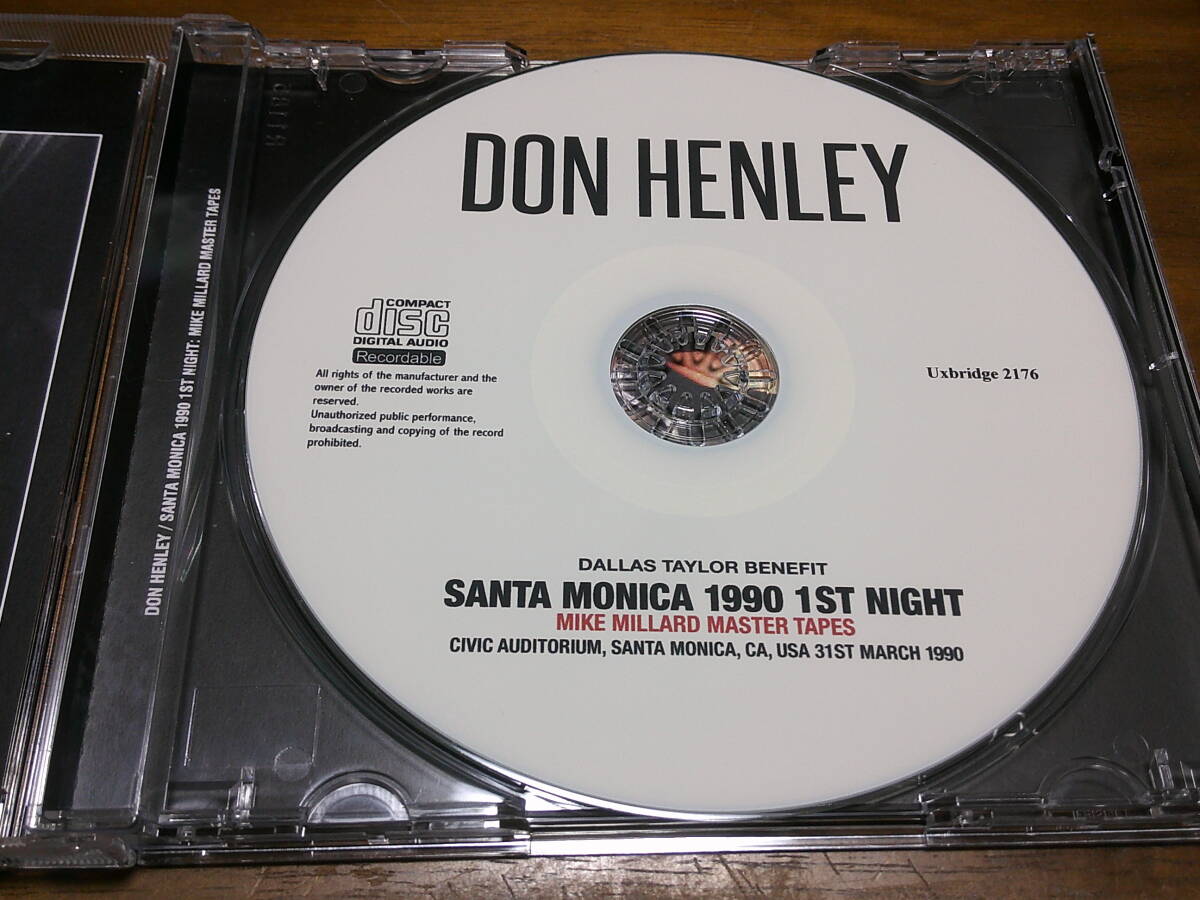 DON HENLEY / SANTA MONICA 1990 1ST NIGHT: MIKE MILLARD MASTER TAPES
DON HENLEY
COMPACT
disc
DIGITAL AUDIO
Recordable
All rights of the manufacturer and the
owner of the recorded works are
reserved.
Unauthorized public performance,
broadcasting and copying of the record
prohibited.
Uxbridge 2176
DALLAS TAYLOR BENEFIT
SANTA MONICA 1990 1ST NIGHT
MIKE MILLARD MASTER TAPES
CIVIC AUDITORIUM, SANTA MONICA, CA, USA 31ST MARCH 1990